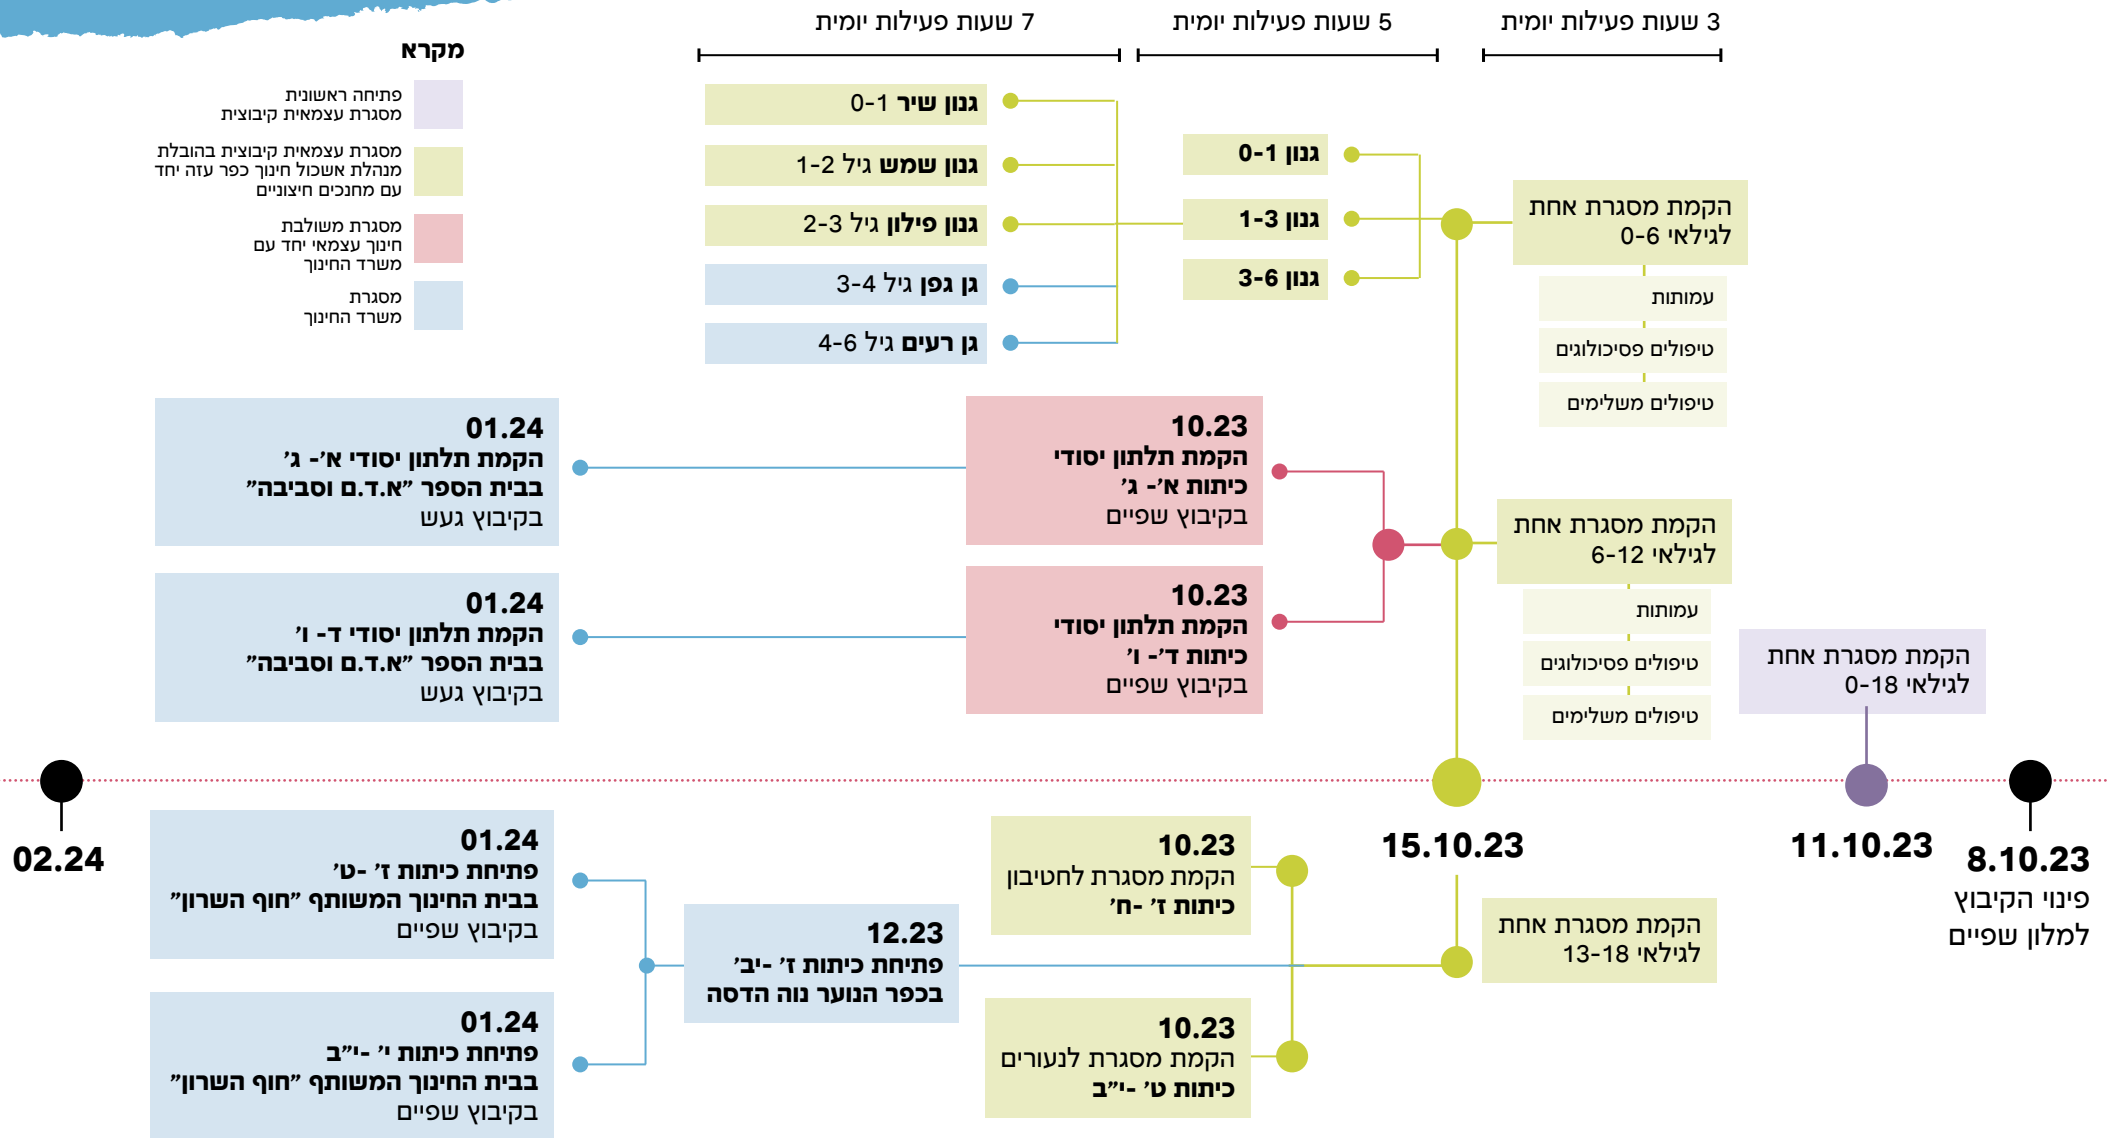 3 שעות פעילות יומית
5 שעות פעילות יומית
7 שעות פעילות יומית
מקרא
פתיחה ראשונית
מסגרת עצמאית קיבוצית
מסגרת עצמאית קיבוצית בהובלת
מנהלת אשכול חינוך כפר עזה יחד
עם מחנכים חיצוניים
מסגרת משולבת
חינוך עצמאי יחד עם
משרד החינוך
מסגרת
משרד החינוך
הקמת מסגרת אחת
לגילאי 0-6
עמותות
טיפולים פסיכולוגים
טיפולים משלימים
גנון 0-1
גנון 1-3
גנון 3-6
גנון שיר 0-1
גנון שמש גיל 1-2
גנון פילון גיל 2-3
גן גפן גיל 3-4
גן רעים גיל 4-6
הקמת מסגרת אחת
לגילאי 6-12
עמותות
טיפולים פסיכולוגים
טיפולים משלימים
10.23
הקמת תלתון יסודי
כיתות א׳- ג׳
בקיבוץ שפיים
01.24
הקמת תלתון יסודי א׳- ג׳
בבית הספר ״א.ד.ם וסביבה״
בקיבוץ געש
10.23
הקמת תלתון יסודי
כיתות ד׳- ו׳
בקיבוץ שפיים
01.24
הקמת תלתון יסודי ד- ו׳
בבית הספר ״א.ד.ם וסביבה״
בקיבוץ געש
הקמת מסגרת אחת
לגילאי 0-18
8.10.23
פינוי הקיבוץ
למלון שפיים
11.10.23
15.10.23
02.24
הקמת מסגרת אחת
לגילאי 13-18
10.23
הקמת מסגרת לחטיבון
כיתות ז׳ -ח׳
10.23
הקמת מסגרת לנעורים
כיתות ט׳ -י״ב
12.23
פתיחת כיתות ז׳ -יב׳
בכפר הנוער נוה הדסה
01.24
פתיחת כיתות ז׳ -ט׳
בבית החינוך המשותף ״חוף השרון״
בקיבוץ שפיים
01.24
פתיחת כיתות י׳ -י״ב
בבית החינוך המשותף ״חוף השרון״
בקיבוץ שפיים